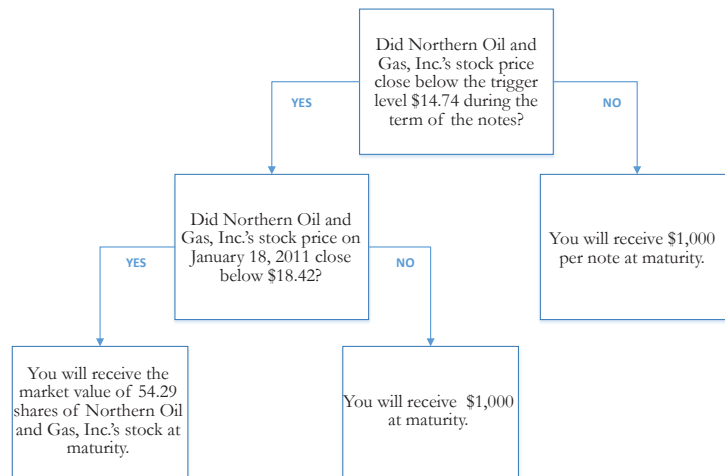 Did Northern Oil and
Gas, Inc.'s stock price
close below the trigger
level $14.74 during the
term of the notes?
YES
NO
Did Northern Oil and
Gas, Inc.'s stock price on
January 18, 2011 close
below $18.42?
You will receive $1,000
per note at maturity.
YES
NO
You will receive the
market value of 54.29
shares of Northern Oil
and Gas, Inc.'s stock at
maturity.
You will receive $1,000
at maturity.